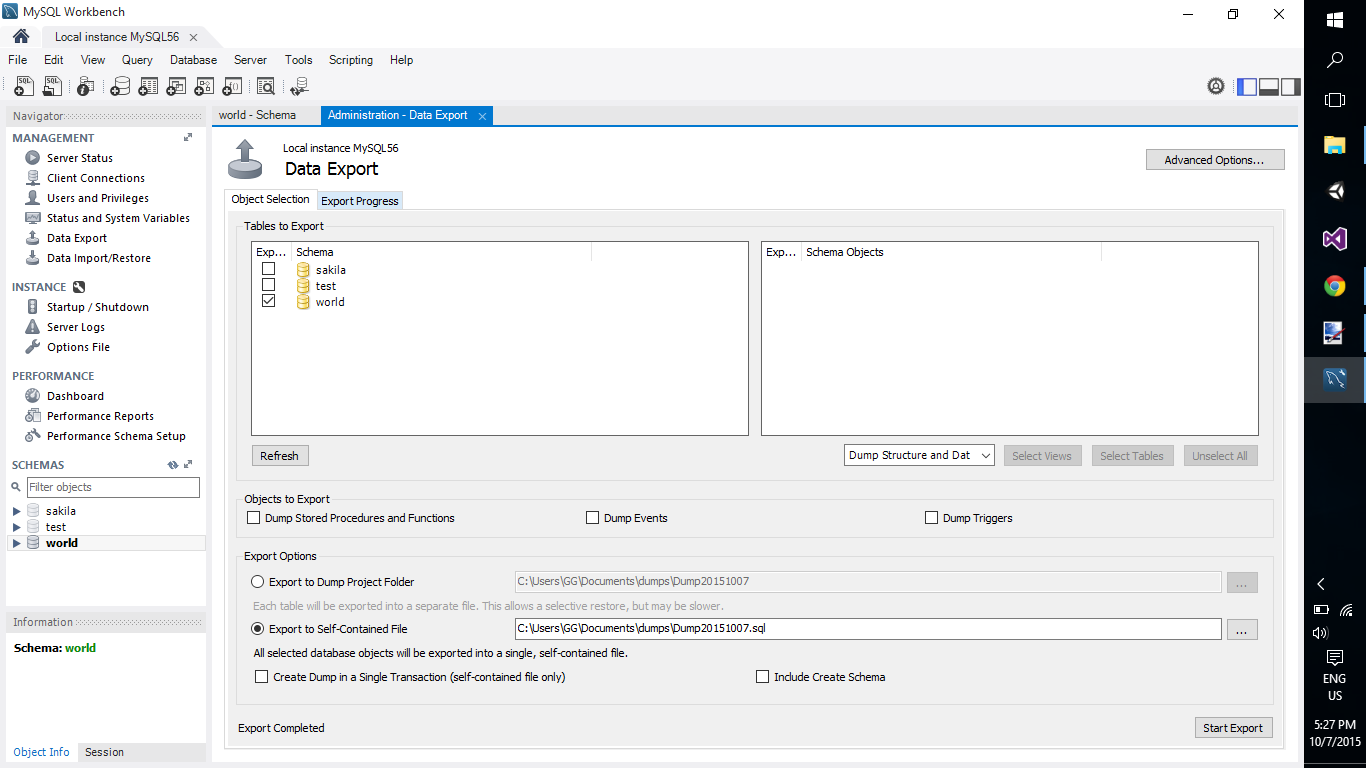 MySQL Workbench
Local instance MySQL56
File Edit View Query Database Server Tools Scripting Help
Navigator
MANAGEMENT
Server Status
Client Connections
Users and Privileges
Status and System Variables
Data Export
Data Import/Restore
INSTANCE
Startup / Shutdown
Server Logs
Options File
PERFORMANCE
Dashboard
Performance Reports
Performance Schema Setup
SCHEMAS
Filter objects
sakila
test
world
Information
Schema: world
Object Info Session
world - Schema Administration - Data Export
Local instance MySQL56
Data Export
Advanced Options...
Object Selection Export Progress
Tables to Export
Exp... Schema
sakila
test
world
Exp... Schema Objects
Refresh
Dump Structure and Dat
Select Views
Select Tables
Unselect All
Objects to Export
Dump Stored Procedures and Functions Dump Events Dump Triggers
Export Options
Export to Dump Project Folder C:\Users\GG\Documents\dumps\Dump20151007 ...
Each table will be exported into a separate file. This allows a selective restore, but may be slower.
Export to Self-Contained File C:\Users\GG\Documents\dumps\Dump20151007.sql ...
All selected database objects will be exported into a single, self-contained file.
Create Dump in a Single Transaction (self-contained file only) Include Create Schema
Export Completed
Start Export
ENG
US
5:27 PM
10/7/2015